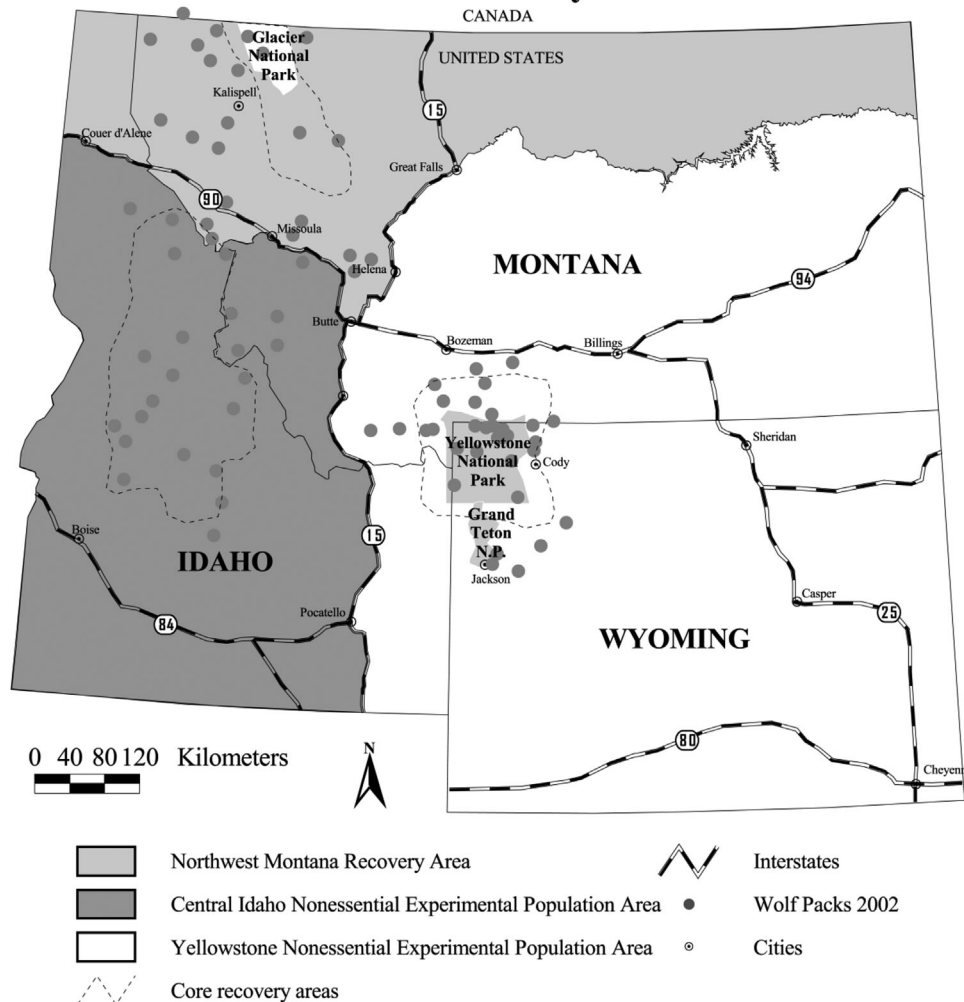 CANADA
UNITED STATES
Glacier
National
Park
Kalispell
15
Couer d'Alene
Great Falls
90
Missoula
MONTANA
Helena
94
Butte
Bozeman
Billings
Yellowstone
National
Park
Sheridan
Cody
Grand
Teton
N.P.
Boise
15
IDAHO
Jackson
Casper
25
Pocatello
84
WYOMING
80
Cheyenn
0 40 80 120 Kilometers
N
Northwest Montana Recovery Area
Interstates
Central Idaho Nonessential Experimental Population Area
Wolf Packs 2002
Yellowstone Nonessential Experimental Population Area
Cities
Core recovery areas